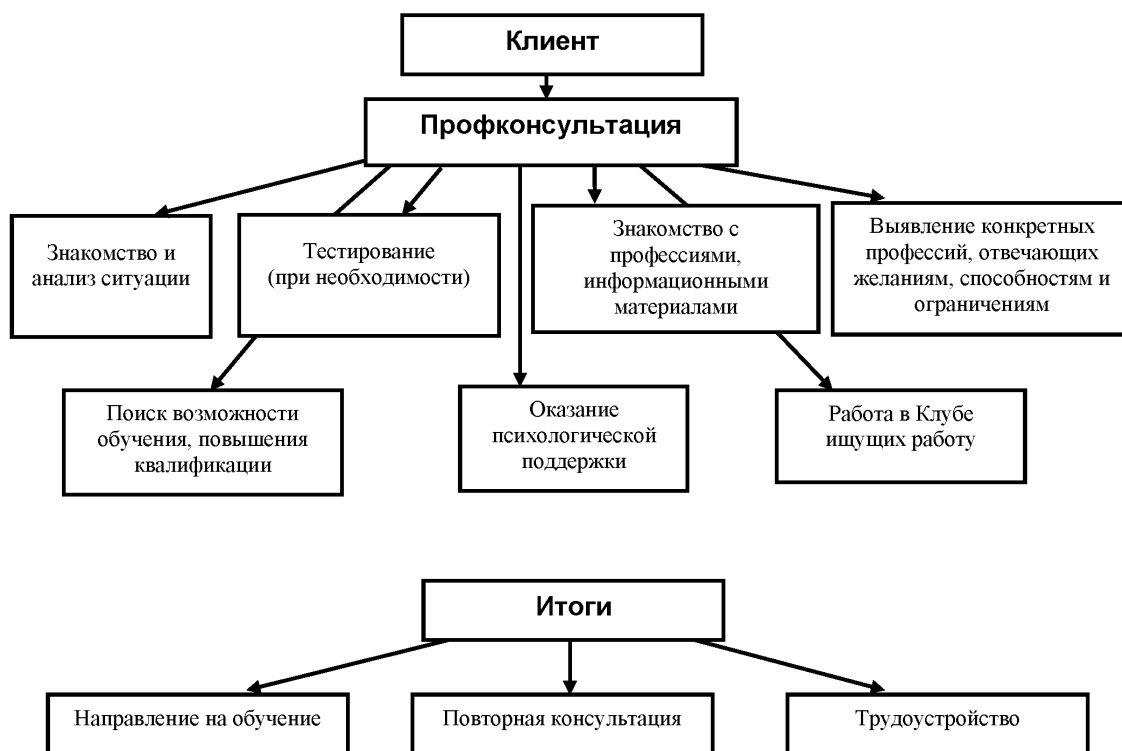 Клиент
Профконсультация
Знакомство и
анализ ситуации
Тестирование
(при необходимости)
Знакомство с
профессиями,
информационными
материалами
Выявление конкретных
профессий, отвечающих
желаниям, способностям и
ограничениям
Поиск возможности
обучения, повышения
квалификации
Оказание
психологической
поддержки
Работа в Клубе
ищущих работу
Итоги
Направление на обучение
Повторная консультация
Трудоустройство